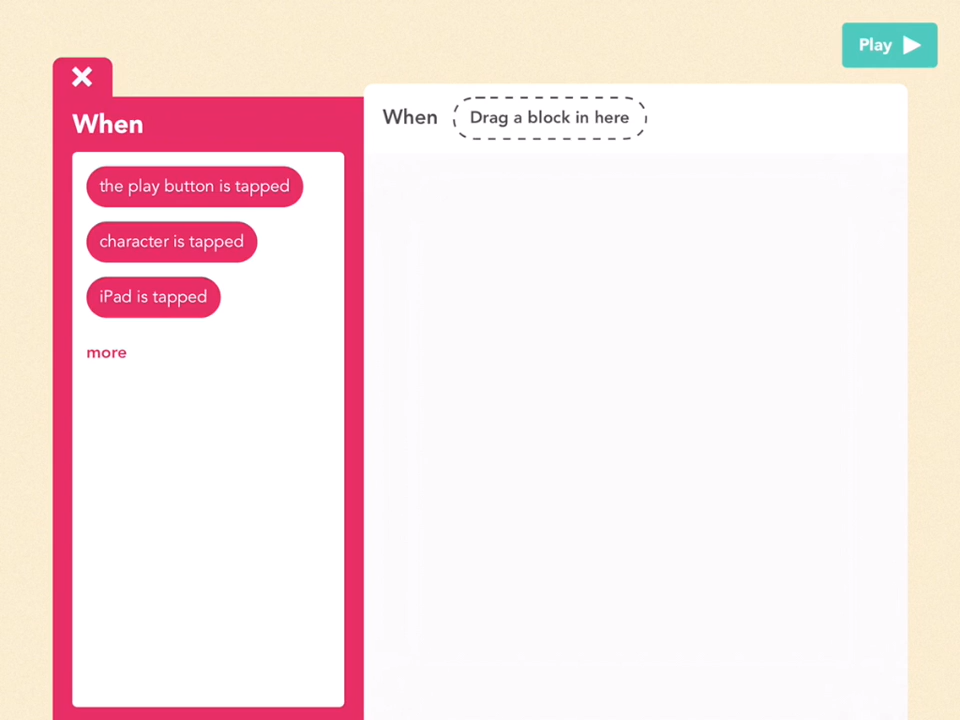 Play
When
the play button is tapped
character is tapped
iPad is tapped
more
When Drag a block in here